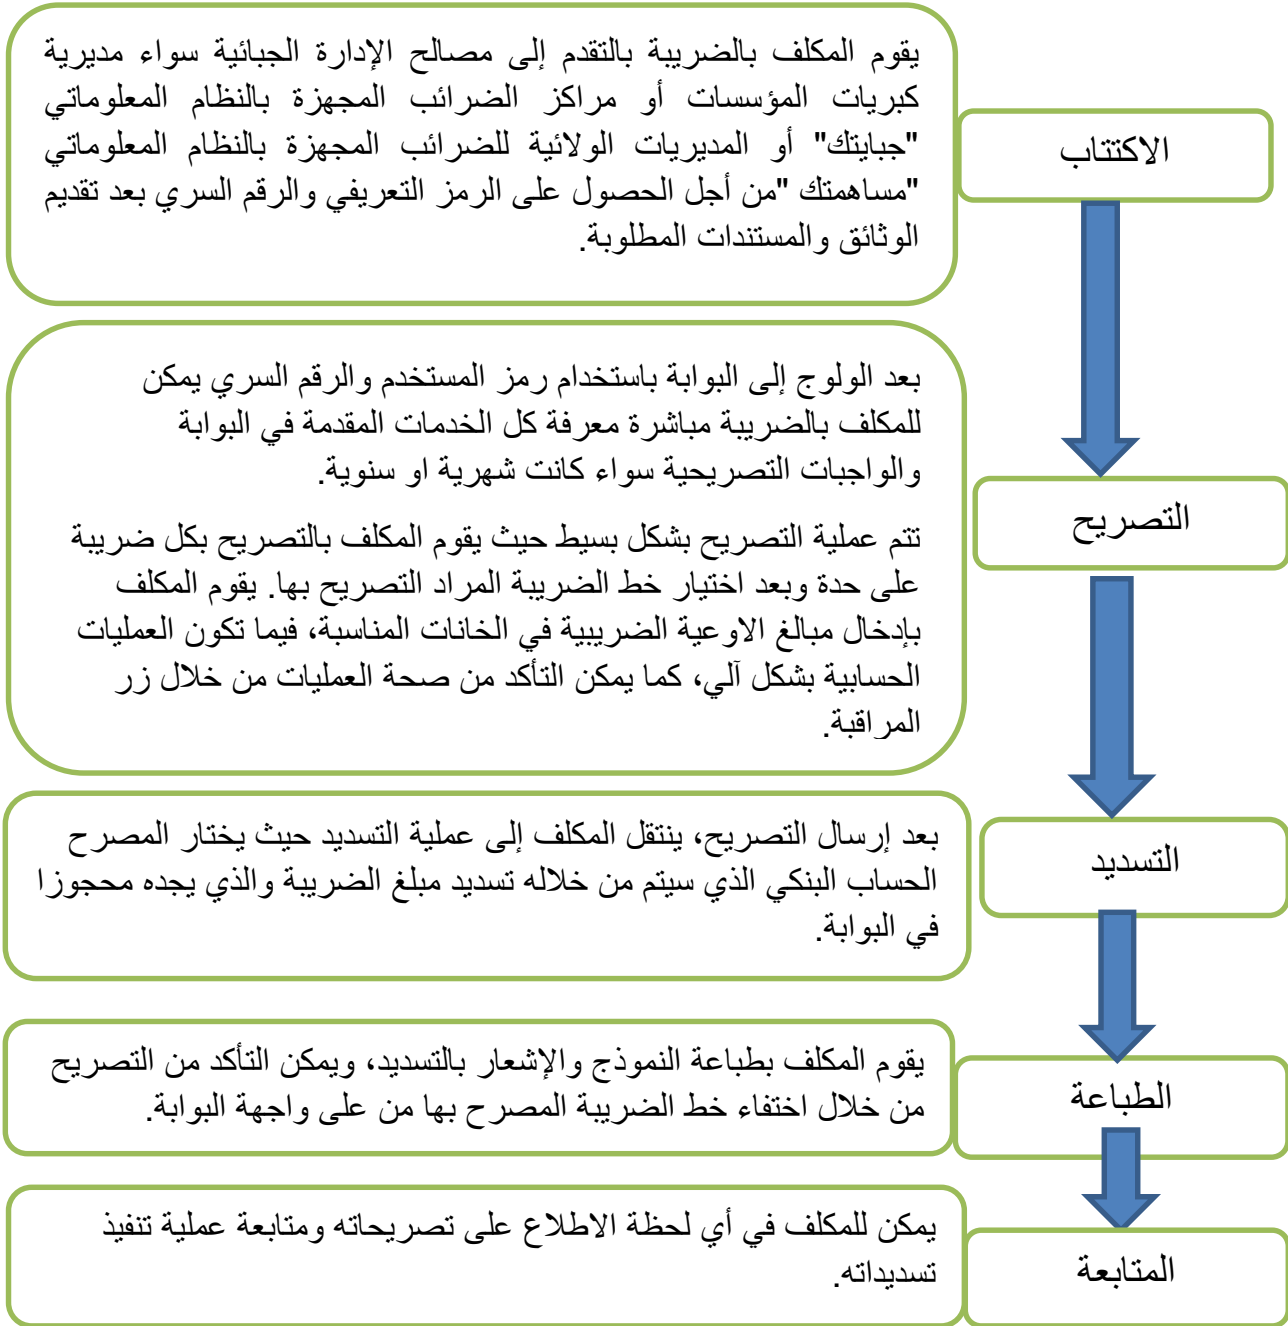 الاكتتاب
يقوم المكلف بالضريبة بالتقدم إلى مصالح الإدارة الجبائية سواء مديرية
كبريات المؤسسات أو مراكز الضرائب المجهزة بالنظام المعلوماتي
"جبايتك" أو المديريات الولائية للضرائب المجهزة بالنظام المعلوماتي
"مساهمتك "من أجل الحصول على الرمز التعريفي والرقم السري بعد تقديم
الوثائق والمستندات المطلوبة.
التصريح
بعد الولوج إلى البوابة باستخدام رمز المستخدم والرقم السري يمكن
للمكلف بالضريبة مباشرة معرفة كل الخدمات المقدمة في البوابة
والواجبات التصريحية سواء كانت شهرية او سنوية.
تتم عملية التصريح بشكل بسيط حيث يقوم المكلف بالتصريح بكل ضريبة
على حدة وبعد اختيار خط الضريبة المراد التصريح بها. يقوم المكلف
بإدخال مبالغ الاوعية الضريبية في الخانات المناسبة، فيما تكون العمليات
الحسابية بشكل آلي، كما يمكن التأكد من صحة العمليات من خلال زر
المراقبة.
التسديد
بعد إرسال التصريح، ينتقل المكلف إلى عملية التسديد حيث يختار المصرح
الحساب البنكي الذي سيتم من خلاله تسديد مبلغ الضريبة والذي يجده محجوزا
في البوابة.
الطباعة
يقوم المكلف بطباعة النموذج والإشعار بالتسديد، ويمكن التأكد من التصريح
من خلال اختفاء خط الضريبة المصرح بها من على واجهة البوابة.
المتابعة
يمكن للمكلف في أي لحظة الاطلاع على تصريحاته ومتابعة عملية تنفيذ
تسديداته.